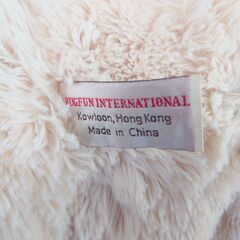 INTERNATIONAL
Kowloon, Hong Kong
Made in China